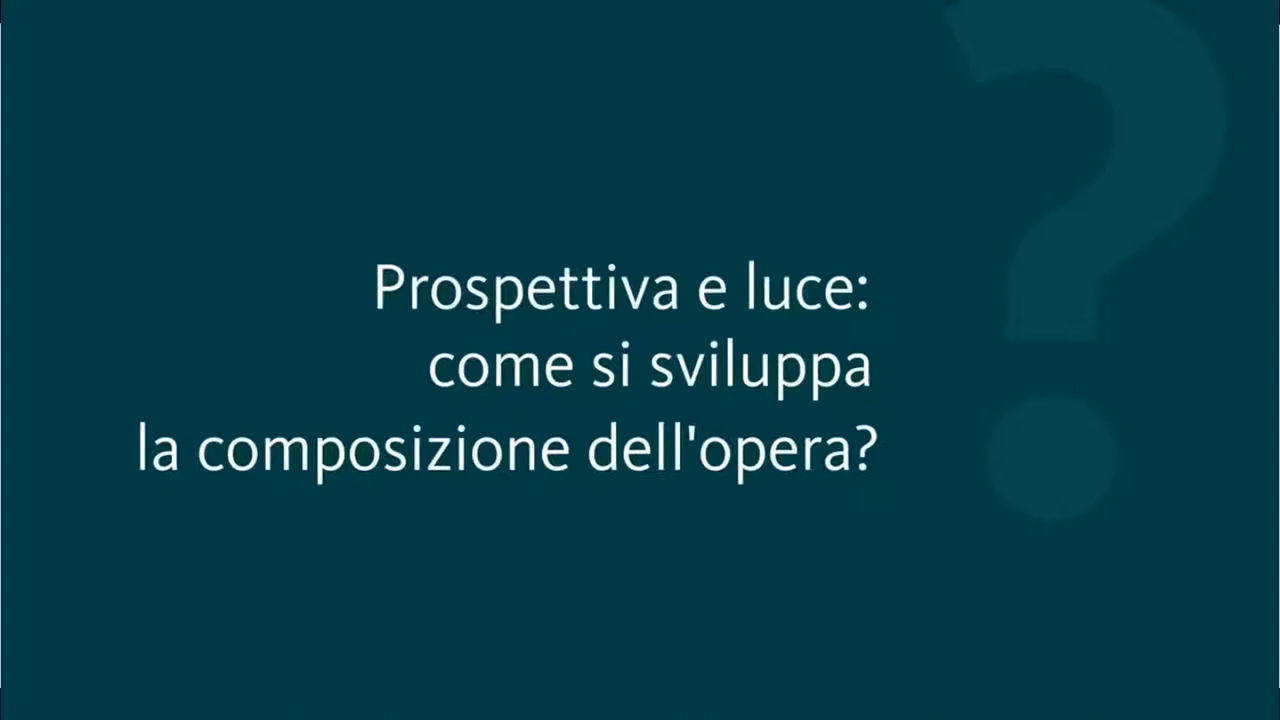 Prospettiva e luce:
come si sviluppa
la composizione dell'opera?